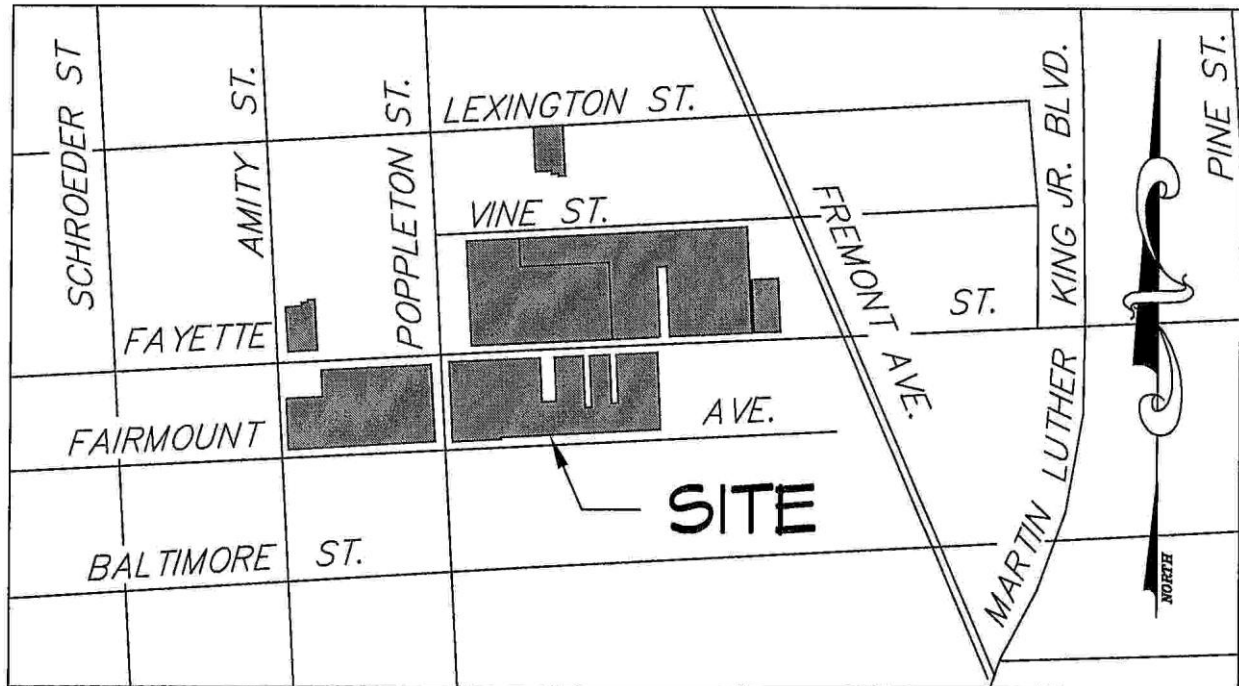 SCHROEDER ST
AMITY ST.
POPPLETON ST.
LEXINGTON ST.
VINE ST.
FREMONT AVE.
MARTIN LUTHER KING JR. BLVD.
PINE ST.
FAYETTE ST.
FAIRMOUNT AVE.
SITE
BALTIMORE ST.
NORTH